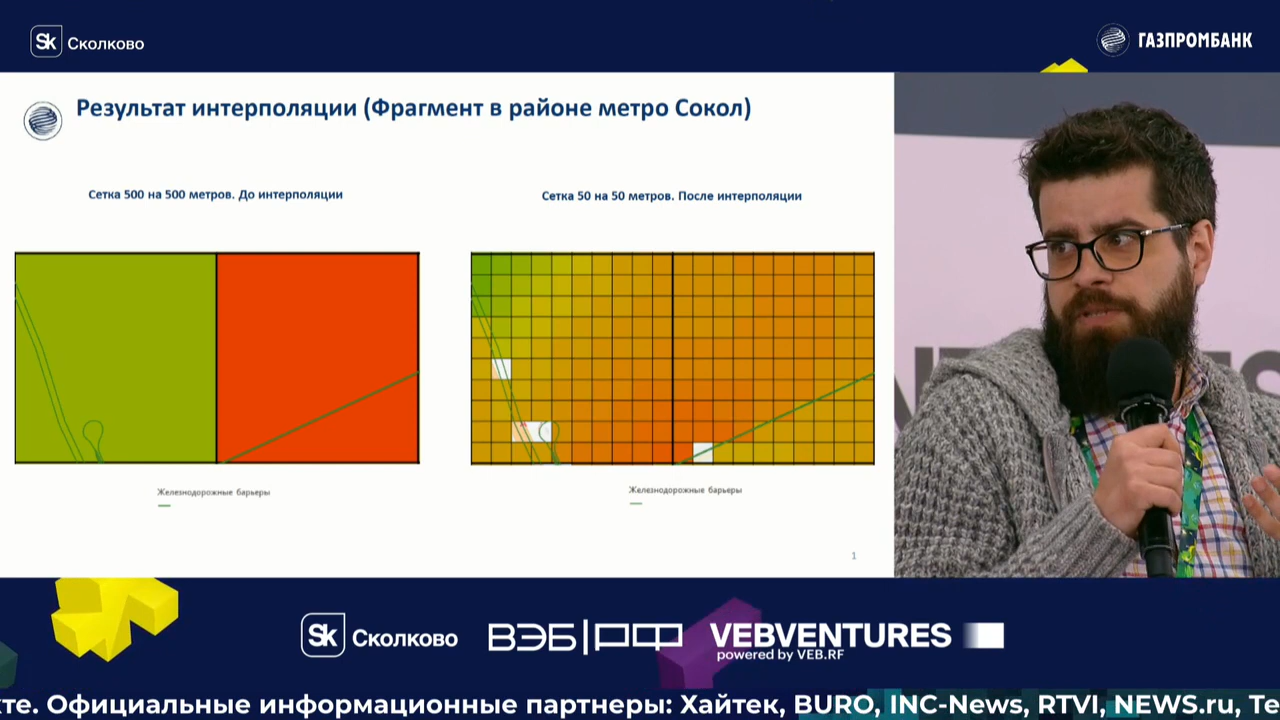 Sk Сколково
ГАЗПРОМБАНК
Результат интерполяции (Фрагмент в районе метро Сокол)
Сетка 500 на 500 метров. До интерполяции
Сетка 50 на 50 метров. После интерполяции
Железнодорожные барьеры
Железнодорожные барьеры
1
Sk Сколково
ВЭБ|РФ
VEBVENTURES
powered by VEB.RF
кте. Официальные информационные партнеры: Хайтек, BURO, INC-News, RTVI, NEWS.ru, Те